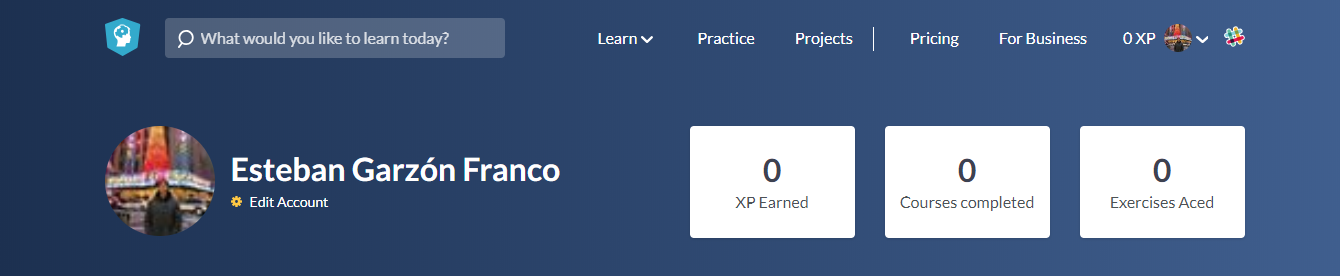 What would you like to learn today?
Learn Practice Projects Pricing For Business 0 XP
Esteban Garzón Franco
Edit Account
0
XP Earned
0
Courses completed
0
Exercises Aced